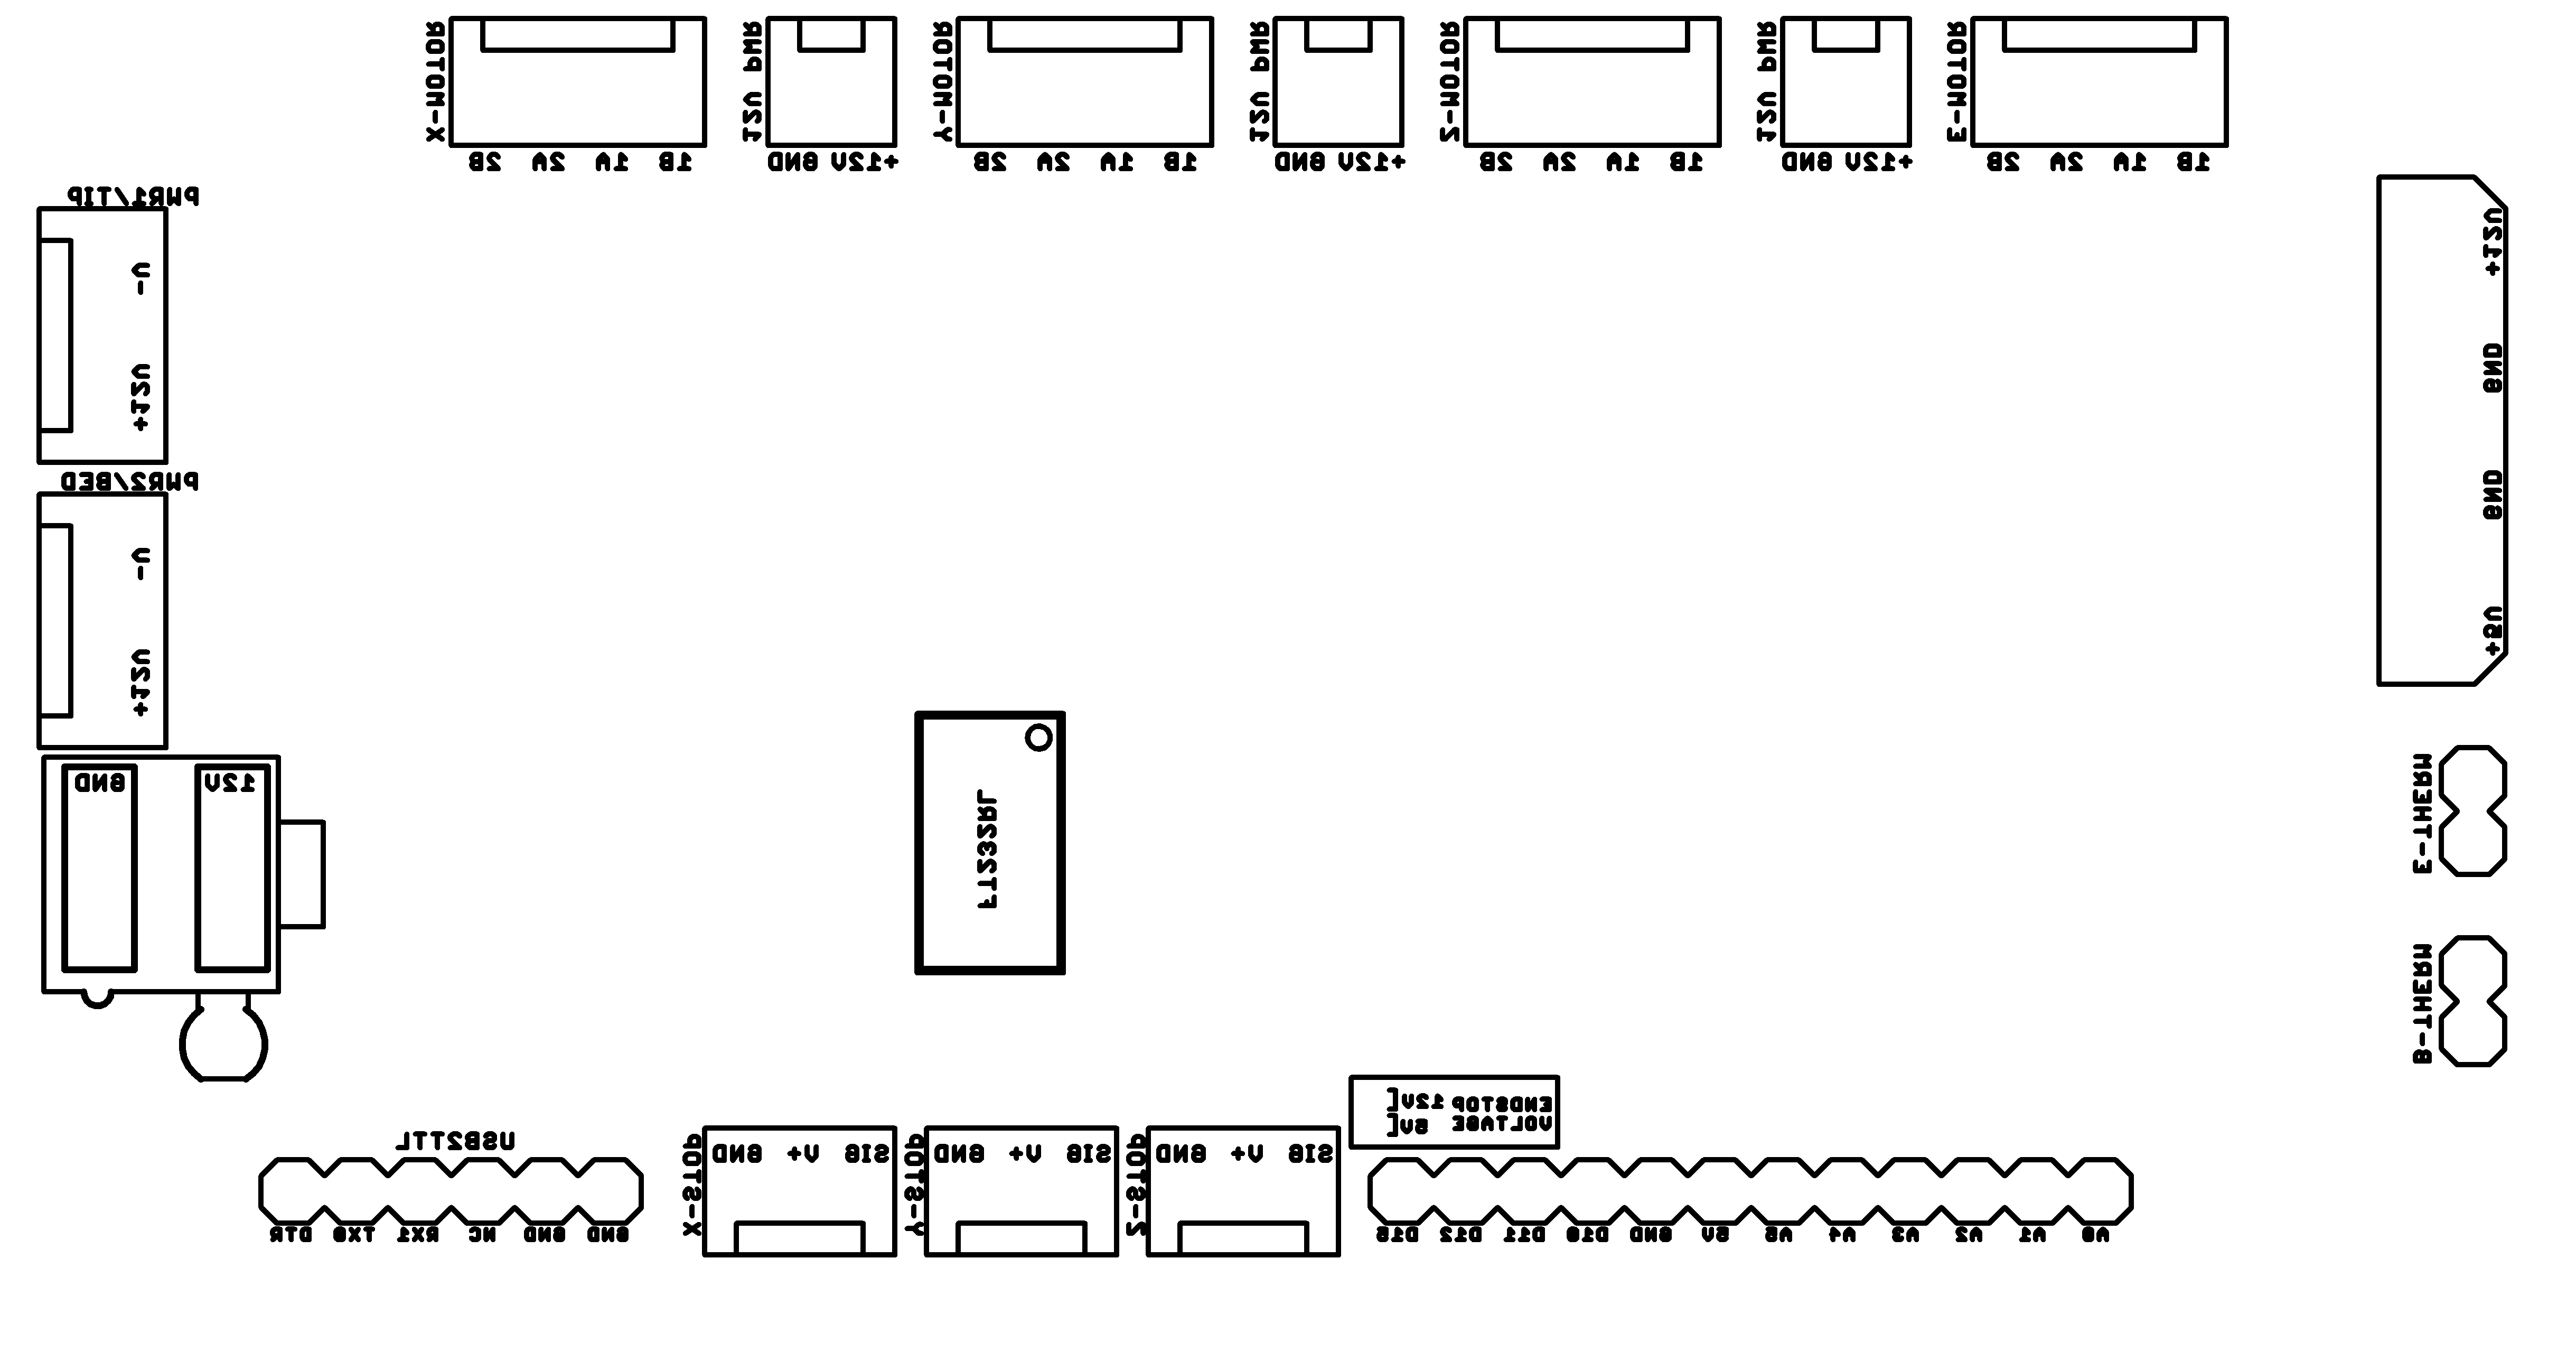 X-MOTOR
2B 2A 1A 1B
12V PWR
GND +12V
Y-MOTOR
2B 2A 1A 1B
12V PWR
GND +12V
Z-MOTOR
2B 2A 1A 1B
12V PWR
GND +12V
E-MOTOR
2B 2A 1A 1B
PWR1/TIP
-V
+12V
PWR2/BED
-V
+12V
GND 12V
+12V
GND
GND
+5V
FT232RL
E-THERM
B-THERM
USB2TTL
DTR TX0 RX1 NC GND GND
X-STOP
GND V+ SIG
Y-STOP
GND V+ SIG
Z-STOP
GND V+ SIG
ENDSTOP 12V[
VOLTAGE 5V[
D15 D12 D11 D10 GND 5V A5 A4 A3 A2 A1 A0